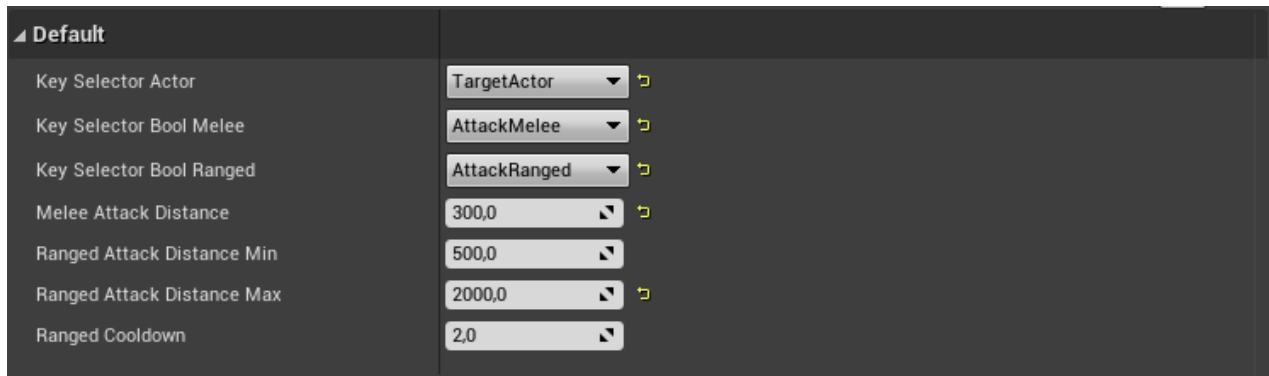 Default
Key Selector Actor TargetActor
Key Selector Bool Melee AttackMelee
Key Selector Bool Ranged AttackRanged
Melee Attack Distance 300,0
Ranged Attack Distance Min 500,0
Ranged Attack Distance Max 2000,0
Ranged Cooldown 2,0